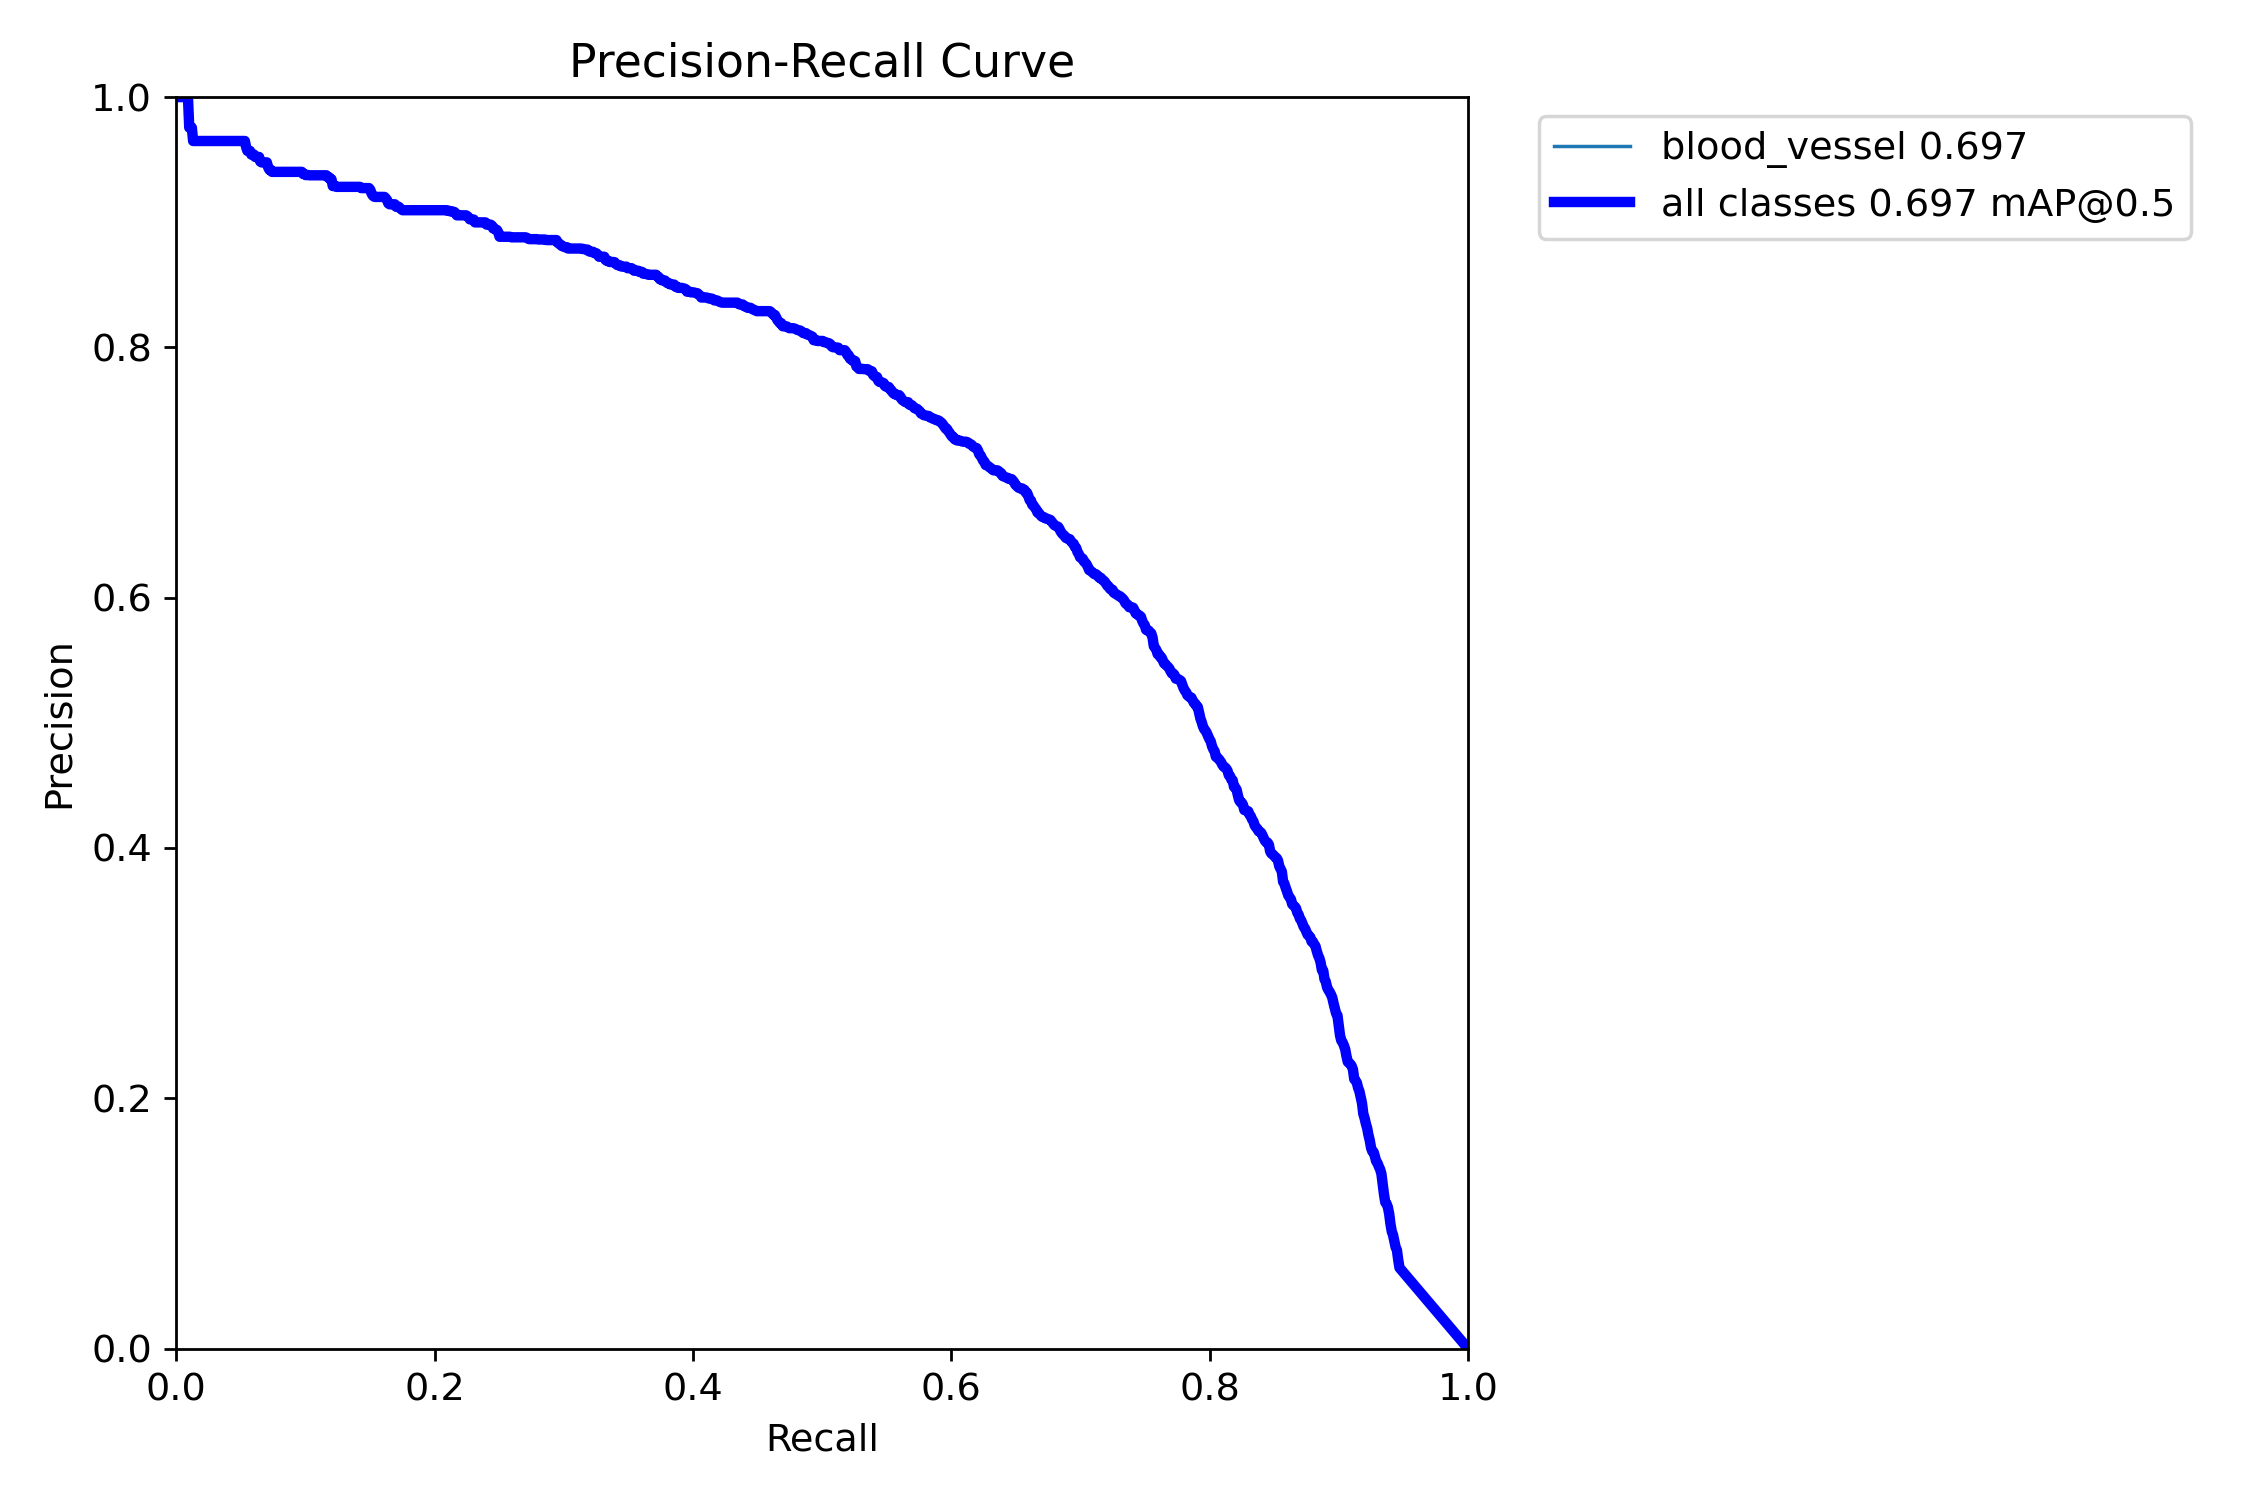 Precision-Recall Curve
1.0
0.8
0.6
0.4
0.2
0.0
Precision
0.0 0.2 0.4 0.6 0.8 1.0
Recall
blood_vessel 0.697
all classes 0.697 mAP@0.5